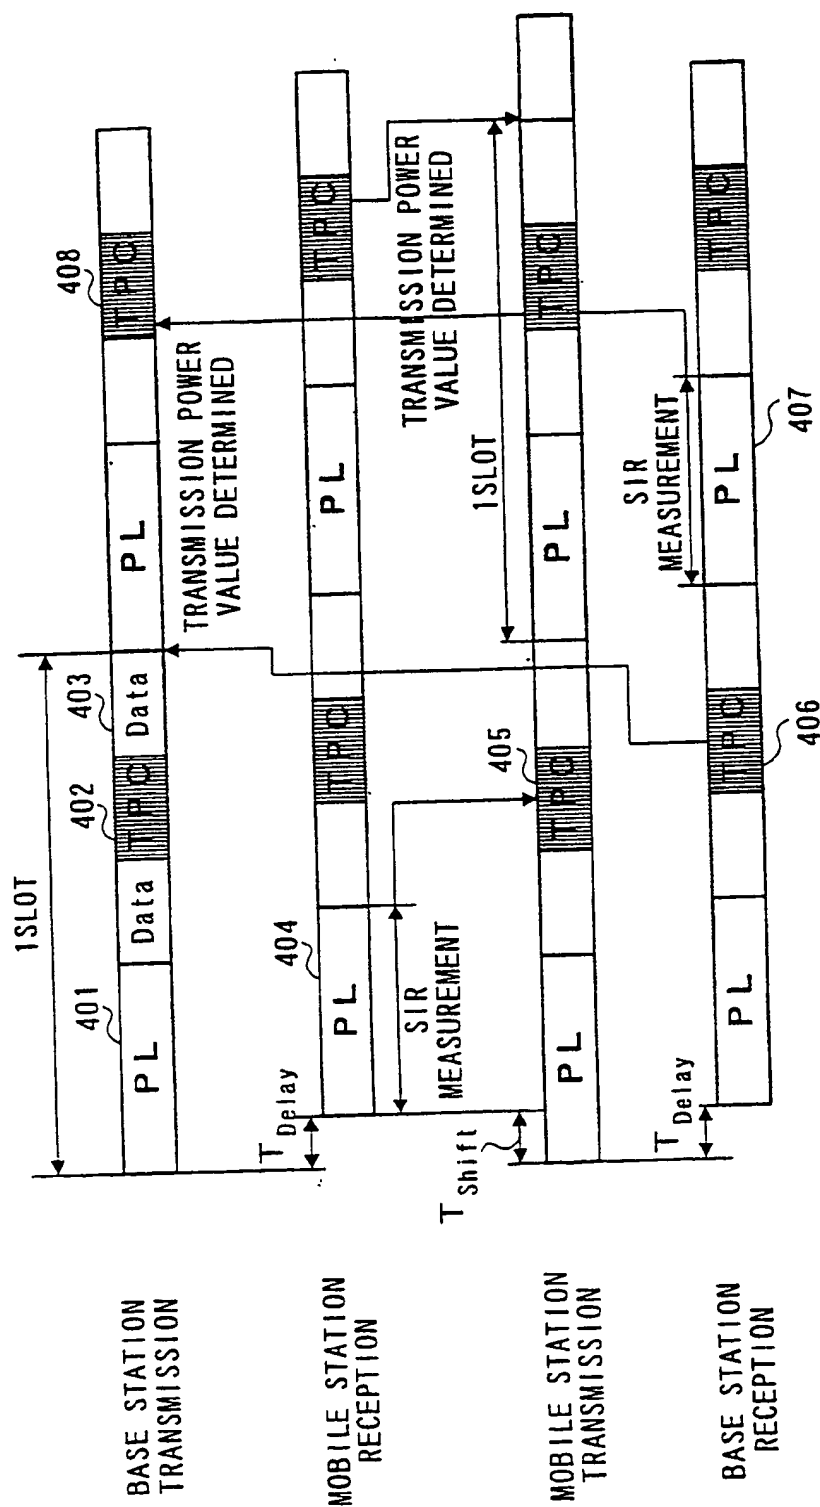 BASE STATION
TRANSMISSION
1SLOT
401
402
403
408
PL
Data
TPC
Data
PL
TPC
TRANSMISSION POWER
VALUE DETERMINED
T Delay
MOBILE STATION
RECEPTION
404
PL
TPC
PL
TPC
SIR
MEASUREMENT
TRANSMISSION POWER
VALUE DETERMINED
T Shift
1SLOT
MOBILE STATION
TRANSMISSION
405
PL
TPC
PL
TPC
T Delay
SIR
MEASUREMENT
BASE STATION
RECEPTION
PL
TPC
PL
TPC
406
407